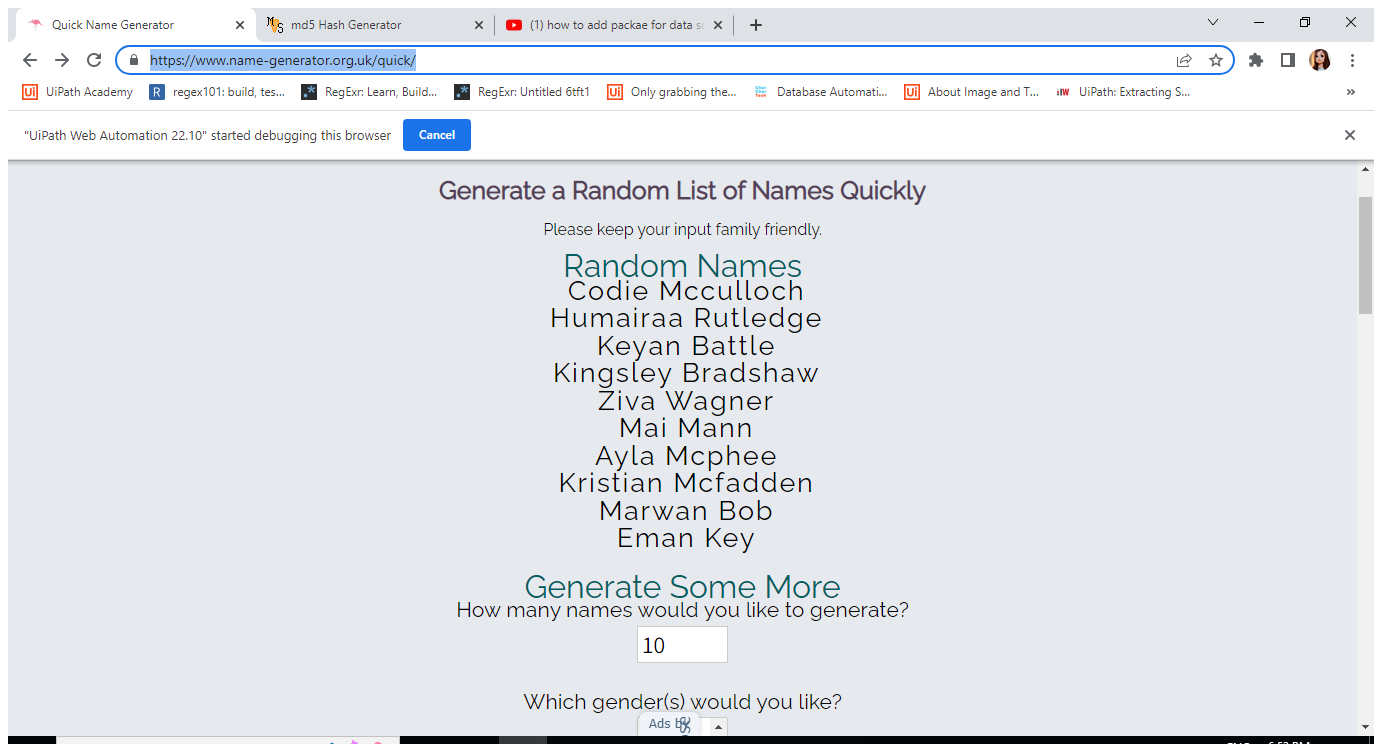 Quick Name Generator
md5 Hash Generator
(1) how to add packae for data sc
https://www.name-generator.org.uk/quick/
Ui UiPath Academy
R regex101: build, tes...
.* RegExr: Learn, Build...
.* RegExr: Untitled 6tft1
Ui Only grabbing the...
Database Automati...
Ui About Image and T...
UiPath: Extracting S...
»
"UiPath Web Automation 22.10" started debugging this browser
Cancel
Generate a Random List of Names Quickly
Please keep your input family friendly.
Random Names
Codie Mcculloch
Humairaa Rutledge
Keyan Battle
Kingsley Bradshaw
Ziva Wagner
Mai Mann
Ayla Mcphee
Kristian Mcfadden
Marwan Bob
Eman Key
Generate Some More
How many names would you like to generate?
10
Which gender(s) would you like?
Ads by